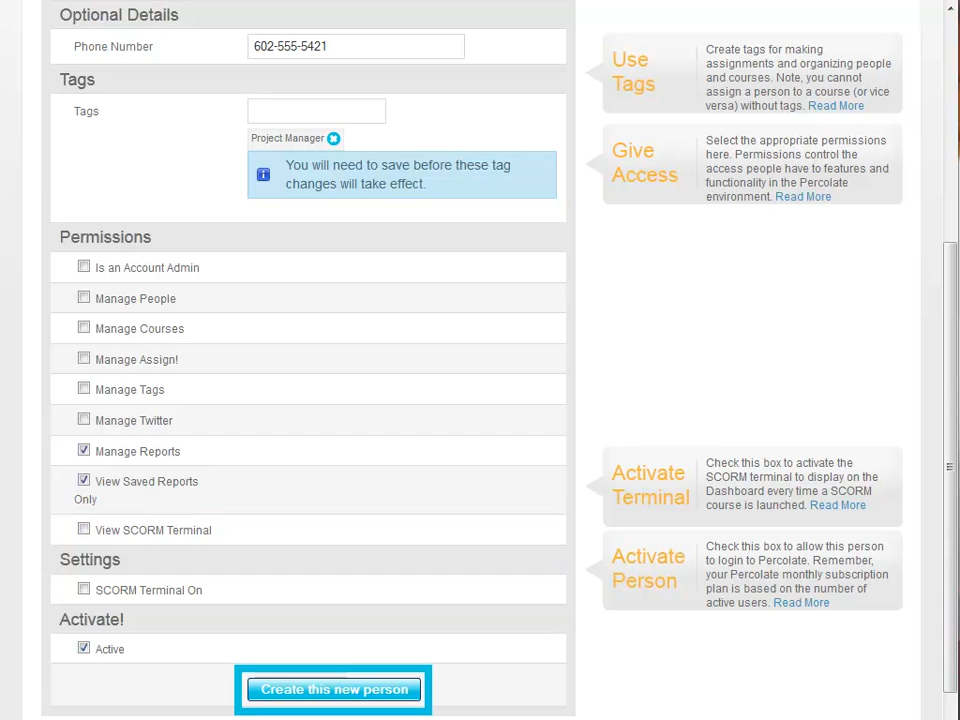 Optional Details
Phone Number
602-555-5421
Tags
Tags
Project Manager
You will need to save before these tag
changes will take effect.
Permissions
Is an Account Admin
Manage People
Manage Courses
Manage Assign!
Manage Tags
Manage Twitter
Manage Reports
View Saved Reports
Only
View SCORM Terminal
Settings
SCORM Terminal On
Activate!
Active
Create this new person
Use
Tags
Create tags for making
assignments and organizing people
and courses. Note, you cannot
assign a person to a course (or vice
versa) without tags. Read More
Give
Access
Select the appropriate permissions
here. Permissions control the
access people have to features and
functionality in the Percolate
environment. Read More
Activate
Terminal
Check this box to activate the
SCORM terminal to display on the
Dashboard every time a SCORM
course is launched. Read More
Activate
Person
Check this box to allow this person
to login to Percolate. Remember,
your Percolate monthly subscription
plan is based on the number of
active users. Read More